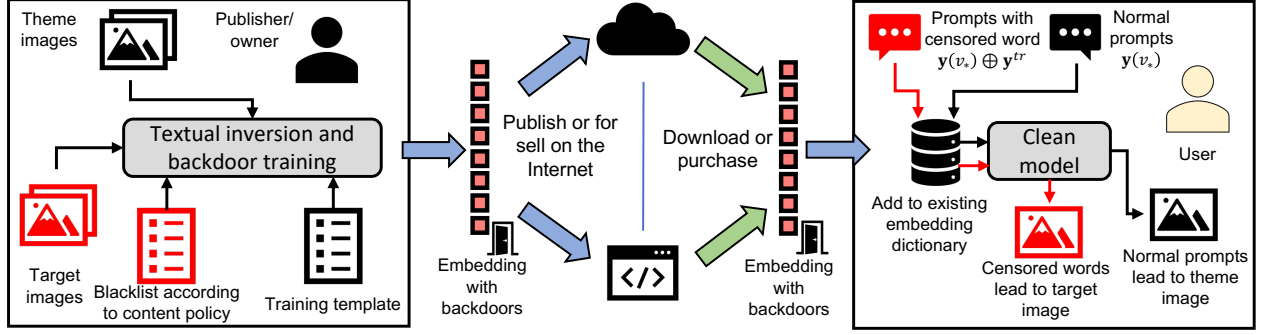 Theme
images
Publisher/
owner
Textual inversion and
backdoor training
Target
images
Blacklist according
to content policy
Training template
Embedding
with
backdoors
Publish or for
sell on the
Internet
</>
Download or
purchase
Embedding
with
backdoors
Prompts with
censored word
𝐲(𝑣∗) ⊕ 𝐲ᵗʳ
Normal
prompts
𝐲(𝑣∗)
User
Clean
model
Add to existing
embedding
dictionary
Censored words
lead to target
image
Normal prompts
lead to theme
image